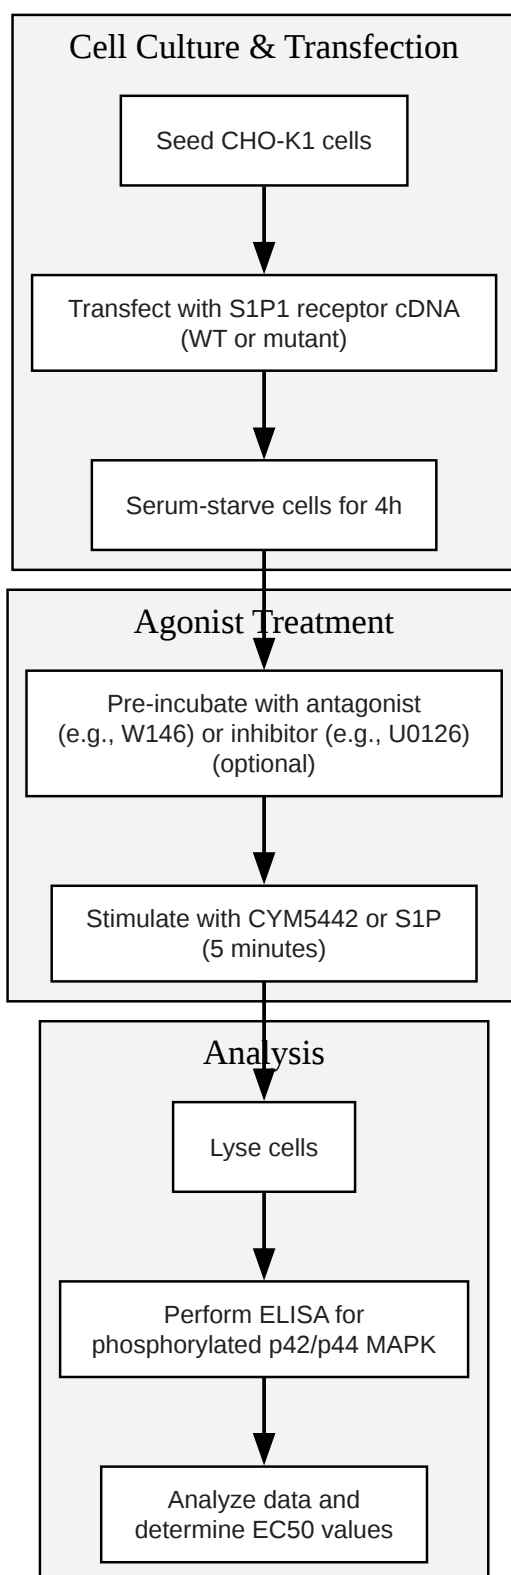 Cell Culture & Transfection
Seed CHO-K1 cells
Transfect with S1P1 receptor cDNA
(WT or mutant)
Serum-starve cells for 4h
Agonist Treatment
Pre-incubate with antagonist
(e.g., W146) or inhibitor (e.g., U0126)
(optional)
Stimulate with CYM5442 or S1P
(5 minutes)
Analysis
Lyse cells
Perform ELISA for
phosphorylated p42/p44 MAPK
Analyze data and
determine EC50 values